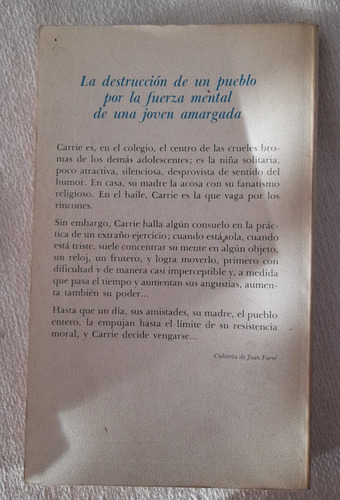 La destrucción de un pueblo
por la fuerza mental
de una joven amargada
Carrie es, en el colegio, el centro de las crueles bro-
mas de los demás adolescentes; es la niña solitaria,
poco atractiva, silenciosa, desprovista de sentido del
humor. En casa, su madre la acosa con su fanatismo
religioso. En el baile, Carrie es la que vaga por los
rincones.
Sin embargo, Carrie halla algún consuelo en la prác-
tica de un extraño ejercicio; cuando está sola, cuando
está triste, suele concentrar su mente en algún objeto,
un reloj, un frutero, y logra moverlo, primero con
dificultad y de manera casi imperceptible y, a medida
que pasa el tiempo y aumentan sus angustias, aumen-
ta también su poder...
Hasta que un día, sus amistades, su madre, el pueblo
entero, la empujan hasta el límite de su resistencia
moral, y Carrie decide vengarse...
Cubierta de Joan Farré